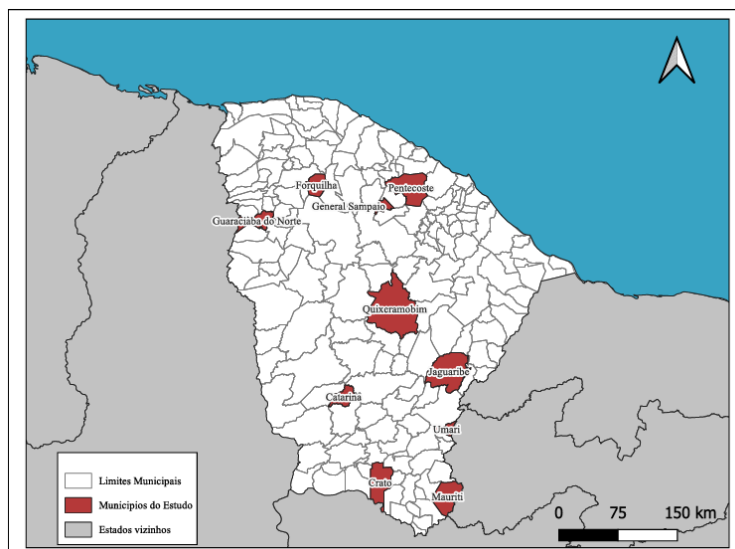 Forquilha
Pentecoste
General Sampaio
Guaraciaba do Norte
Quixeramobim
Jaguaribe
Catarina
Umari
Crato
Mauriti
Limites Municipais
Municípios do Estudo
Estados vizinhos
0 75 150 km